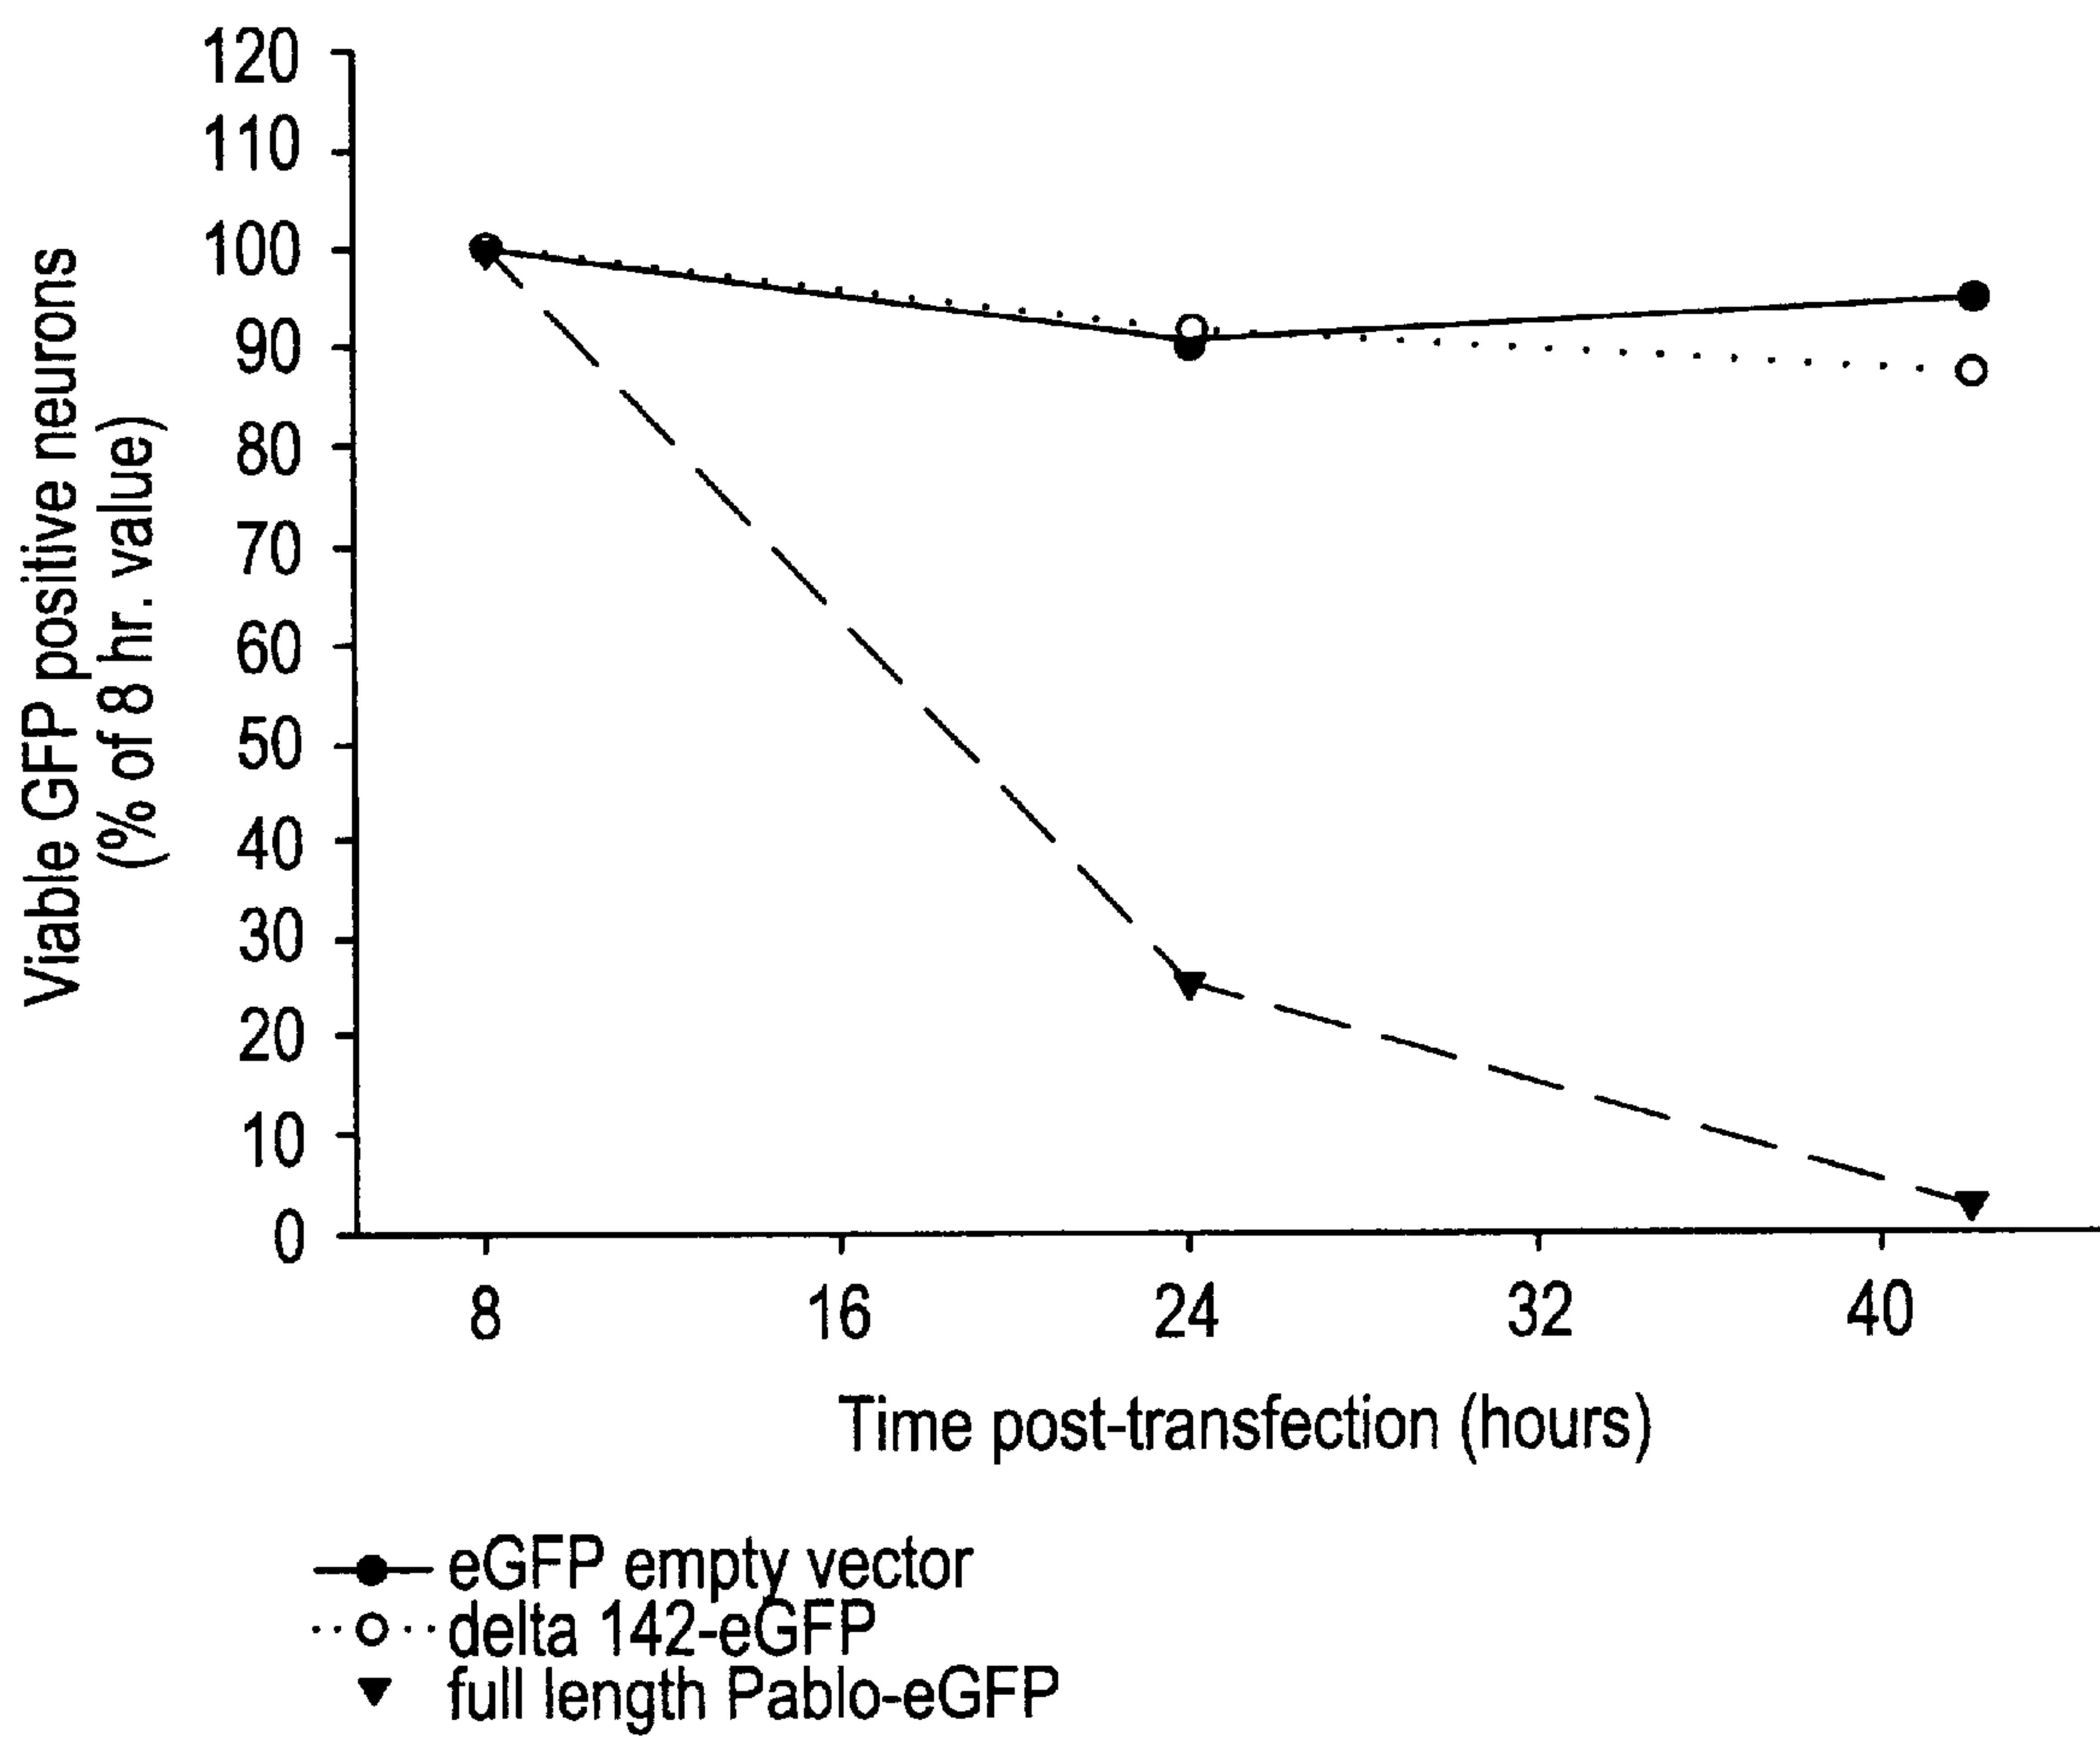 Viable GFP positive neurons
(% of 8 hr. value)
120
110
100
90
80
70
60
50
40
30
20
10
0
8 16 24 32 40
Time post-transfection (hours)
eGFP empty vector
delta 142-eGFP
full length Pablo-eGFP